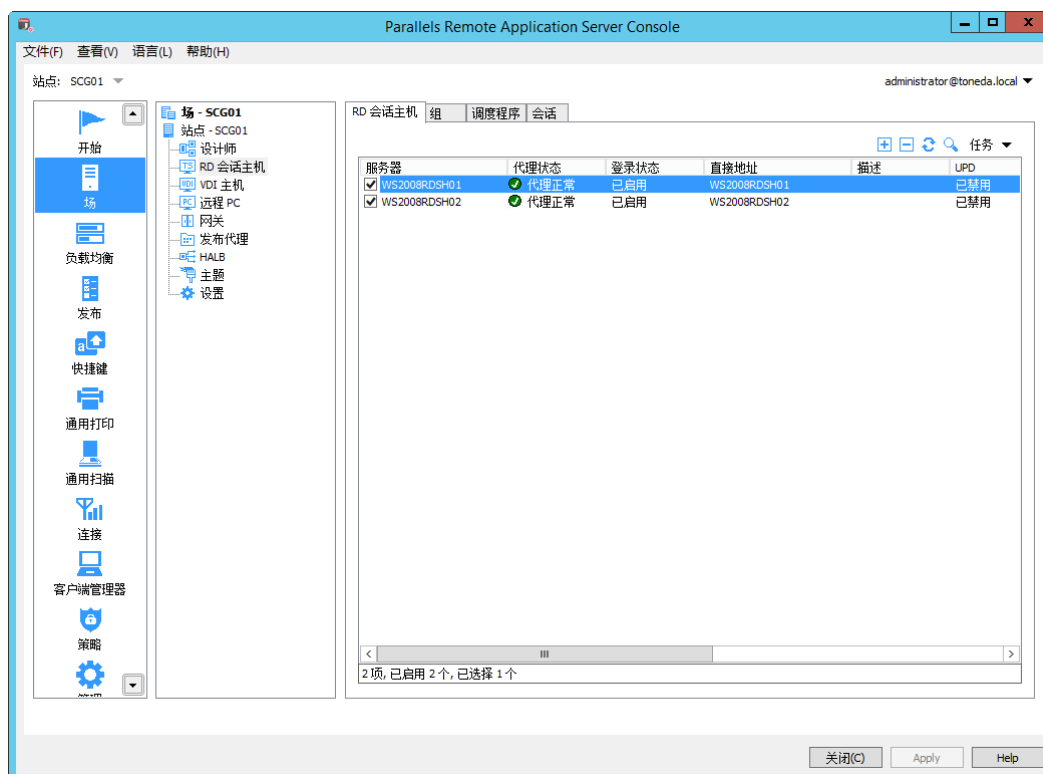 Parallels Remote Application Server Console
文件(F) 查看(V) 语言(L) 帮助(H)
站点: SCG01
administrator@toneda.local
开始
场
负载均衡
发布
快捷键
通用打印
通用扫描
连接
客户端管理器
策略
管理
场 - SCG01
站点 - SCG01
设计师
RD 会话主机
VDI 主机
远程 PC
网关
发布代理
HALB
主题
设置
RD 会话主机 组 调度程序 会话
任务
服务器 代理状态 登录状态 直接地址 描述 UPD
WS2008RDSH01 代理正常 已启用 WS2008RDSH01 已禁用
WS2008RDSH02 代理正常 已启用 WS2008RDSH02 已禁用
2 项, 已启用 2 个, 已选择 1 个
关闭(C) Apply Help